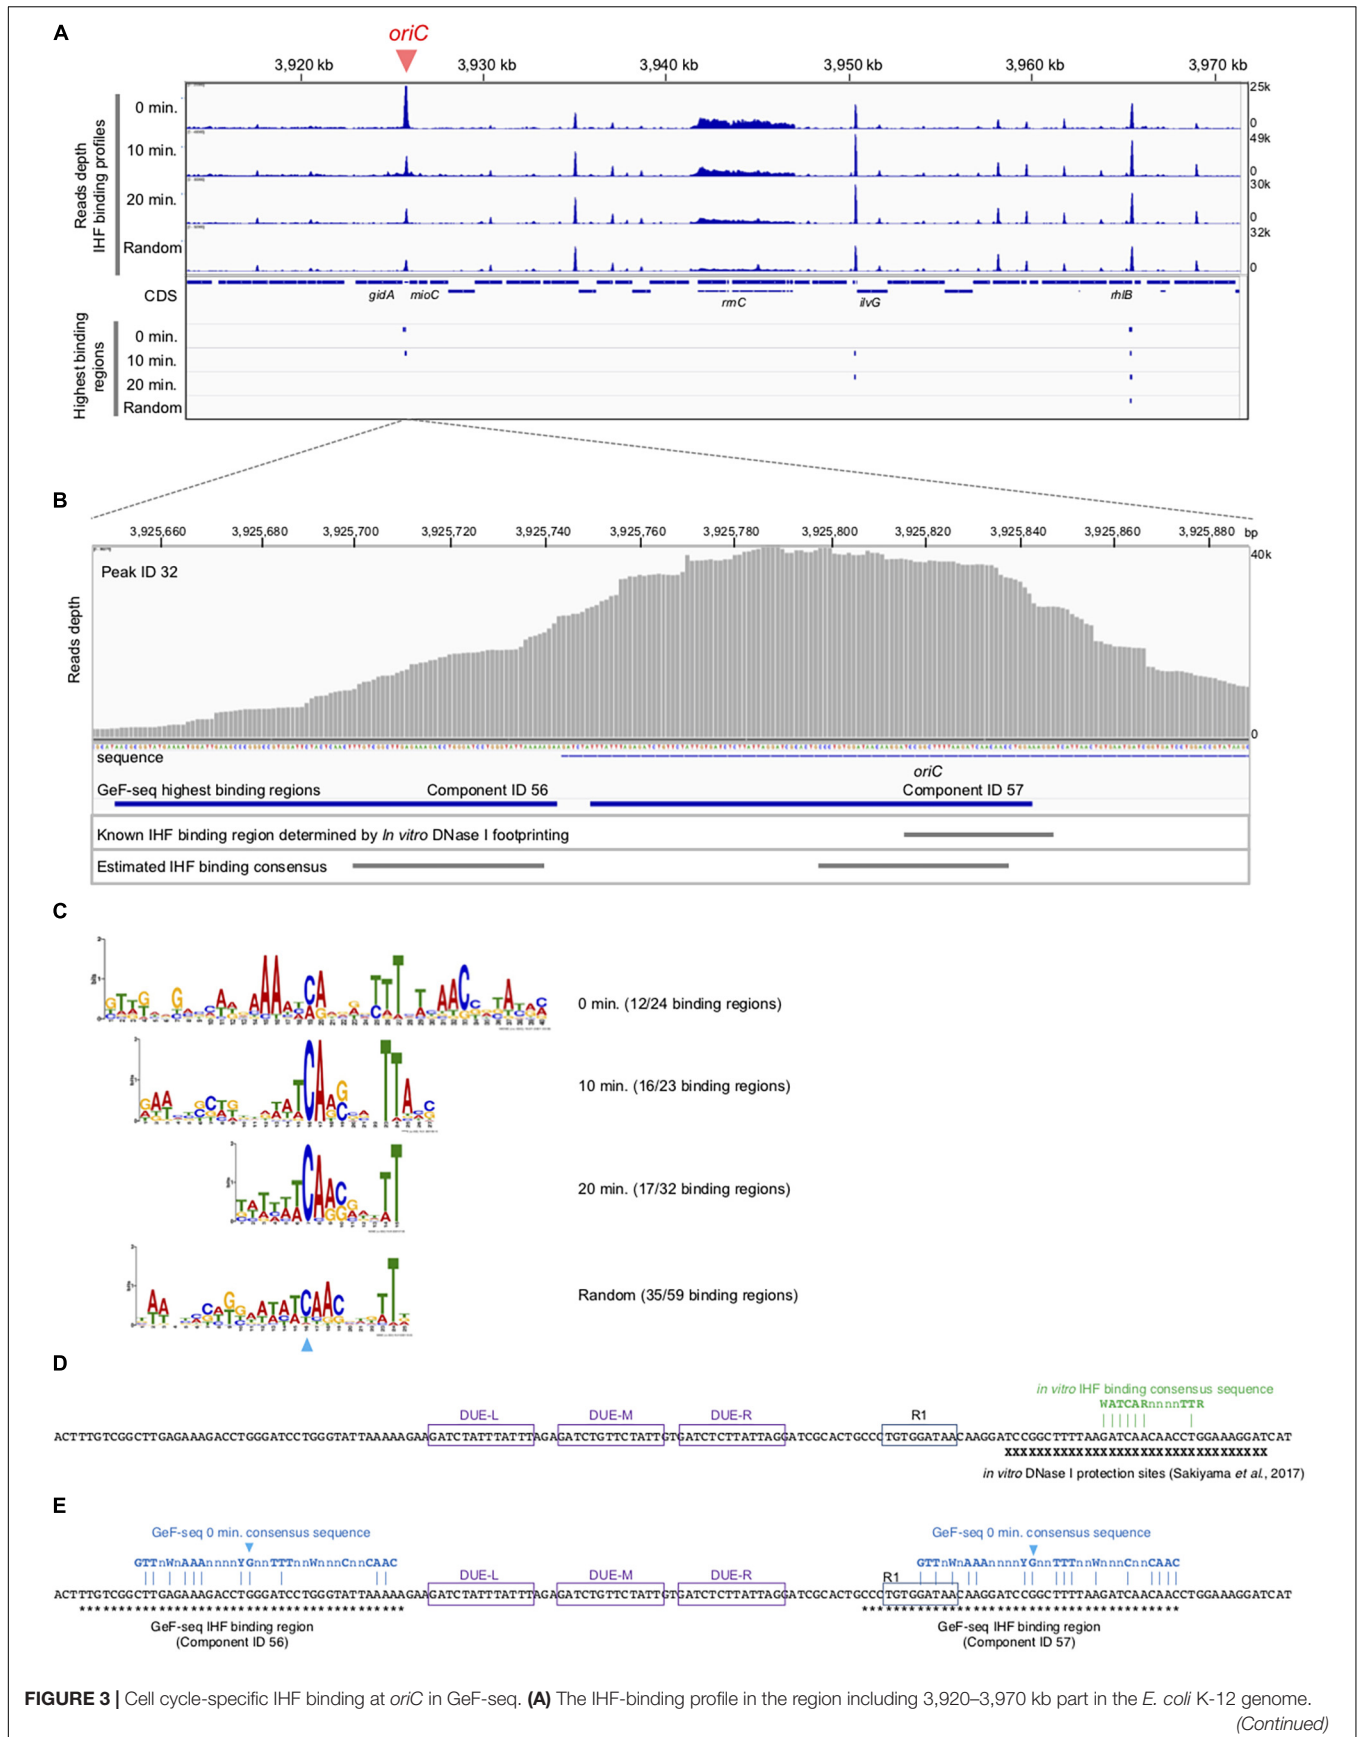 A
oriC
3,920 kb 3,930 kb 3,940 kb 3,950 kb 3,960 kb 3,970 kb
Reads depth
IHF binding profiles
0 min.
25k
0
10 min.
49k
0
20 min.
30k
0
Random
32k
0
CDS
gidA mioC rrnC ilvG rhlB
Highest binding
regions
0 min.
10 min.
20 min.
Random
B
3,925,660 3,925,680 3,925,700 3,925,720 3,925,740 3,925,760 3,925,780 3,925,800 3,925,820 3,925,840 3,925,860 3,925,880 bp
Peak ID 32
40k
Reads depth
0
sequence
oriC
GeF-seq highest binding regions Component ID 56 Component ID 57
Known IHF binding region determined by In vitro DNase I footprinting
Estimated IHF binding consensus
C
0 min. (12/24 binding regions)
10 min. (16/23 binding regions)
20 min. (17/32 binding regions)
Random (35/59 binding regions)
D
in vitro IHF binding consensus sequence
WATCARnnnnTTR
DUE-L DUE-M DUE-R R1
ACTTTGTCGGCTTGAGAAAGACCTGGGATCCTGGGTATTAAAAAGAAGATCTATTTATTTAGAGATCTGTTCTATTGTGATCTCTTATTAGGATCGCACTGCCCTGTGGATAACAAGGATCCGGCTTTTAAGATCAACAACCTGGAAAGGATCAT
XXXXXXXXXXXXXXXXXXXXXXXXXXXXXXXX
in vitro DNase I protection sites (Sakiyama et al., 2017)
E
GeF-seq 0 min. consensus sequence GeF-seq 0 min. consensus sequence
GTTnWnAAAnnnnYGnnTTTnnWnnnCnnCAAC GTTnWnAAAnnnnYGnnTTTnnWnnnCnnCAAC
DUE-L DUE-M DUE-R R1
ACTTTGTCGGCTTGAGAAAGACCTGGGATCCTGGGTATTAAAAAGAAGATCTATTTATTTAGAGATCTGTTCTATTGTGATCTCTTATTAGGATCGCACTGCCCTGTGGATAACAAGGATCCGGCTTTTAAGATCAACAACCTGGAAAGGATCAT
GeF-seq IHF binding region GeF-seq IHF binding region
(Component ID 56) (Component ID 57)
FIGURE 3 | Cell cycle-specific IHF binding at oriC in GeF-seq. (A) The IHF-binding profile in the region including 3,920–3,970 kb part in the E. coli K-12 genome.
(Continued)